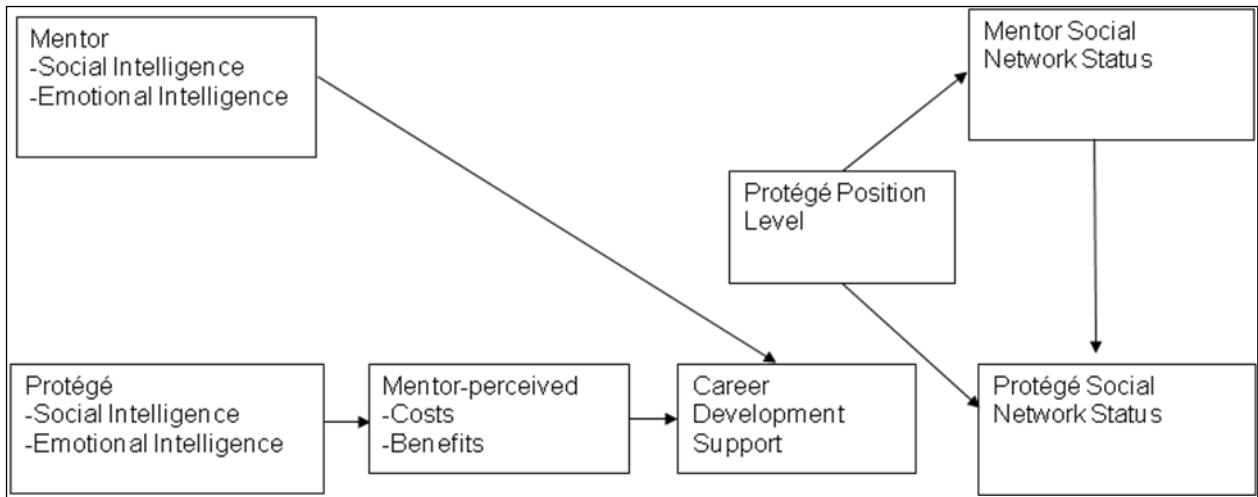 Mentor
-Social Intelligence
-Emotional Intelligence
Mentor Social
Network Status
Protégé Position
Level
Protégé
-Social Intelligence
-Emotional Intelligence
Mentor-perceived
-Costs
-Benefits
Career
Development
Support
Protégé Social
Network Status